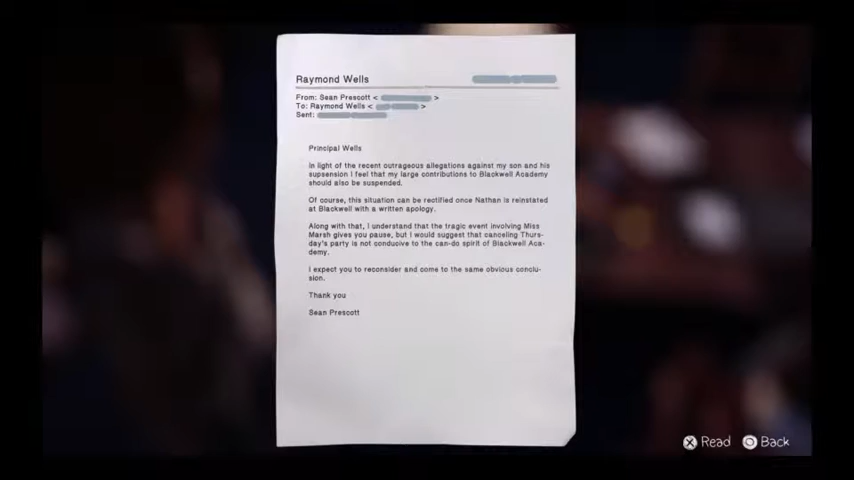 Raymond Wells
From: Sean Prescott < >
To: Raymond Wells < >
Sent:
Principal Wells
In light of the recent outrageous allegations against my son and his
supsension I feel that my large contributions to Blackwell Academy
should also be suspended.
Of course, this situation can be rectified once Nathan is reinstated
at Blackwell with a written apology.
Along with that, I understand that the tragic event involving Miss
Marsh gives you pause, but I would suggest that canceling Thurs-
day's party is not conducive to the can-do spirit of Blackwell Aca-
demy.
I expect you to reconsider and come to the same obvious conclu-
sion.
Thank you
Sean Prescott
Read
Back